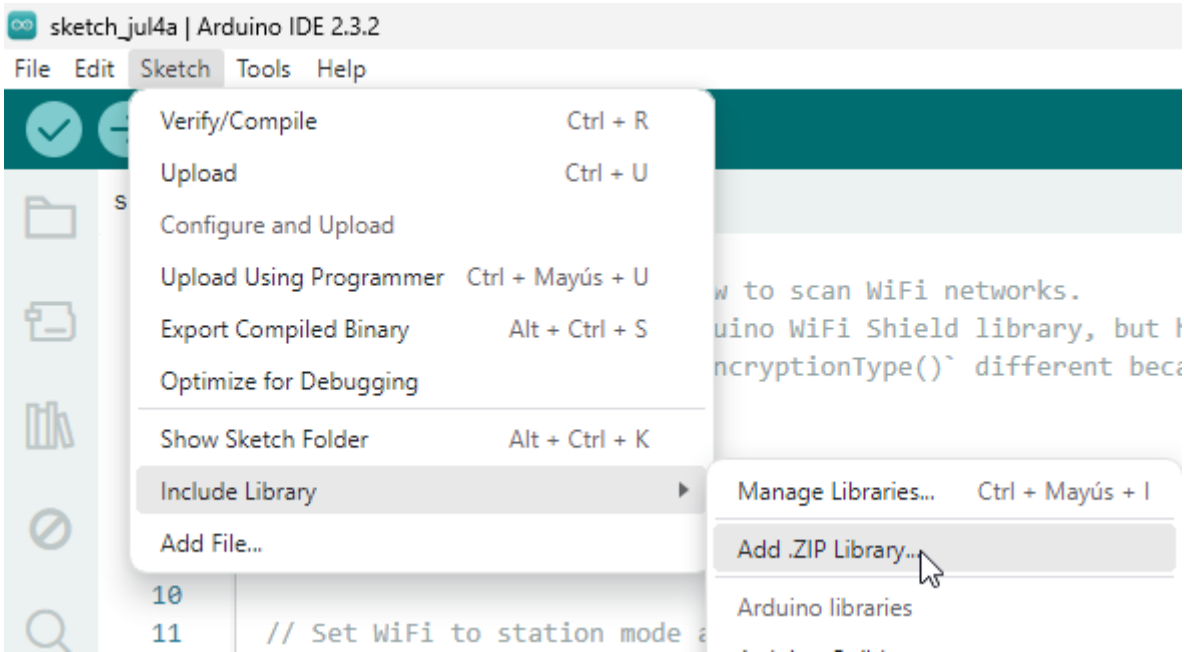 sketch_jul4a | Arduino IDE 2.3.2
File Edit Sketch Tools Help
Verify/Compile Ctrl + R
Upload Ctrl + U
s
Configure and Upload
Upload Using Programmer Ctrl + Mayús + U
w to scan WiFi networks.
Export Compiled Binary Alt + Ctrl + S
uino WiFi Shield library, but
Optimize for Debugging
ncryptionType()` different beca
Show Sketch Folder Alt + Ctrl + K
Include Library
Manage Libraries... Ctrl + Mayús + I
Add File...
Add .ZIP Library...
10
Arduino libraries
11 // Set WiFi to station mode